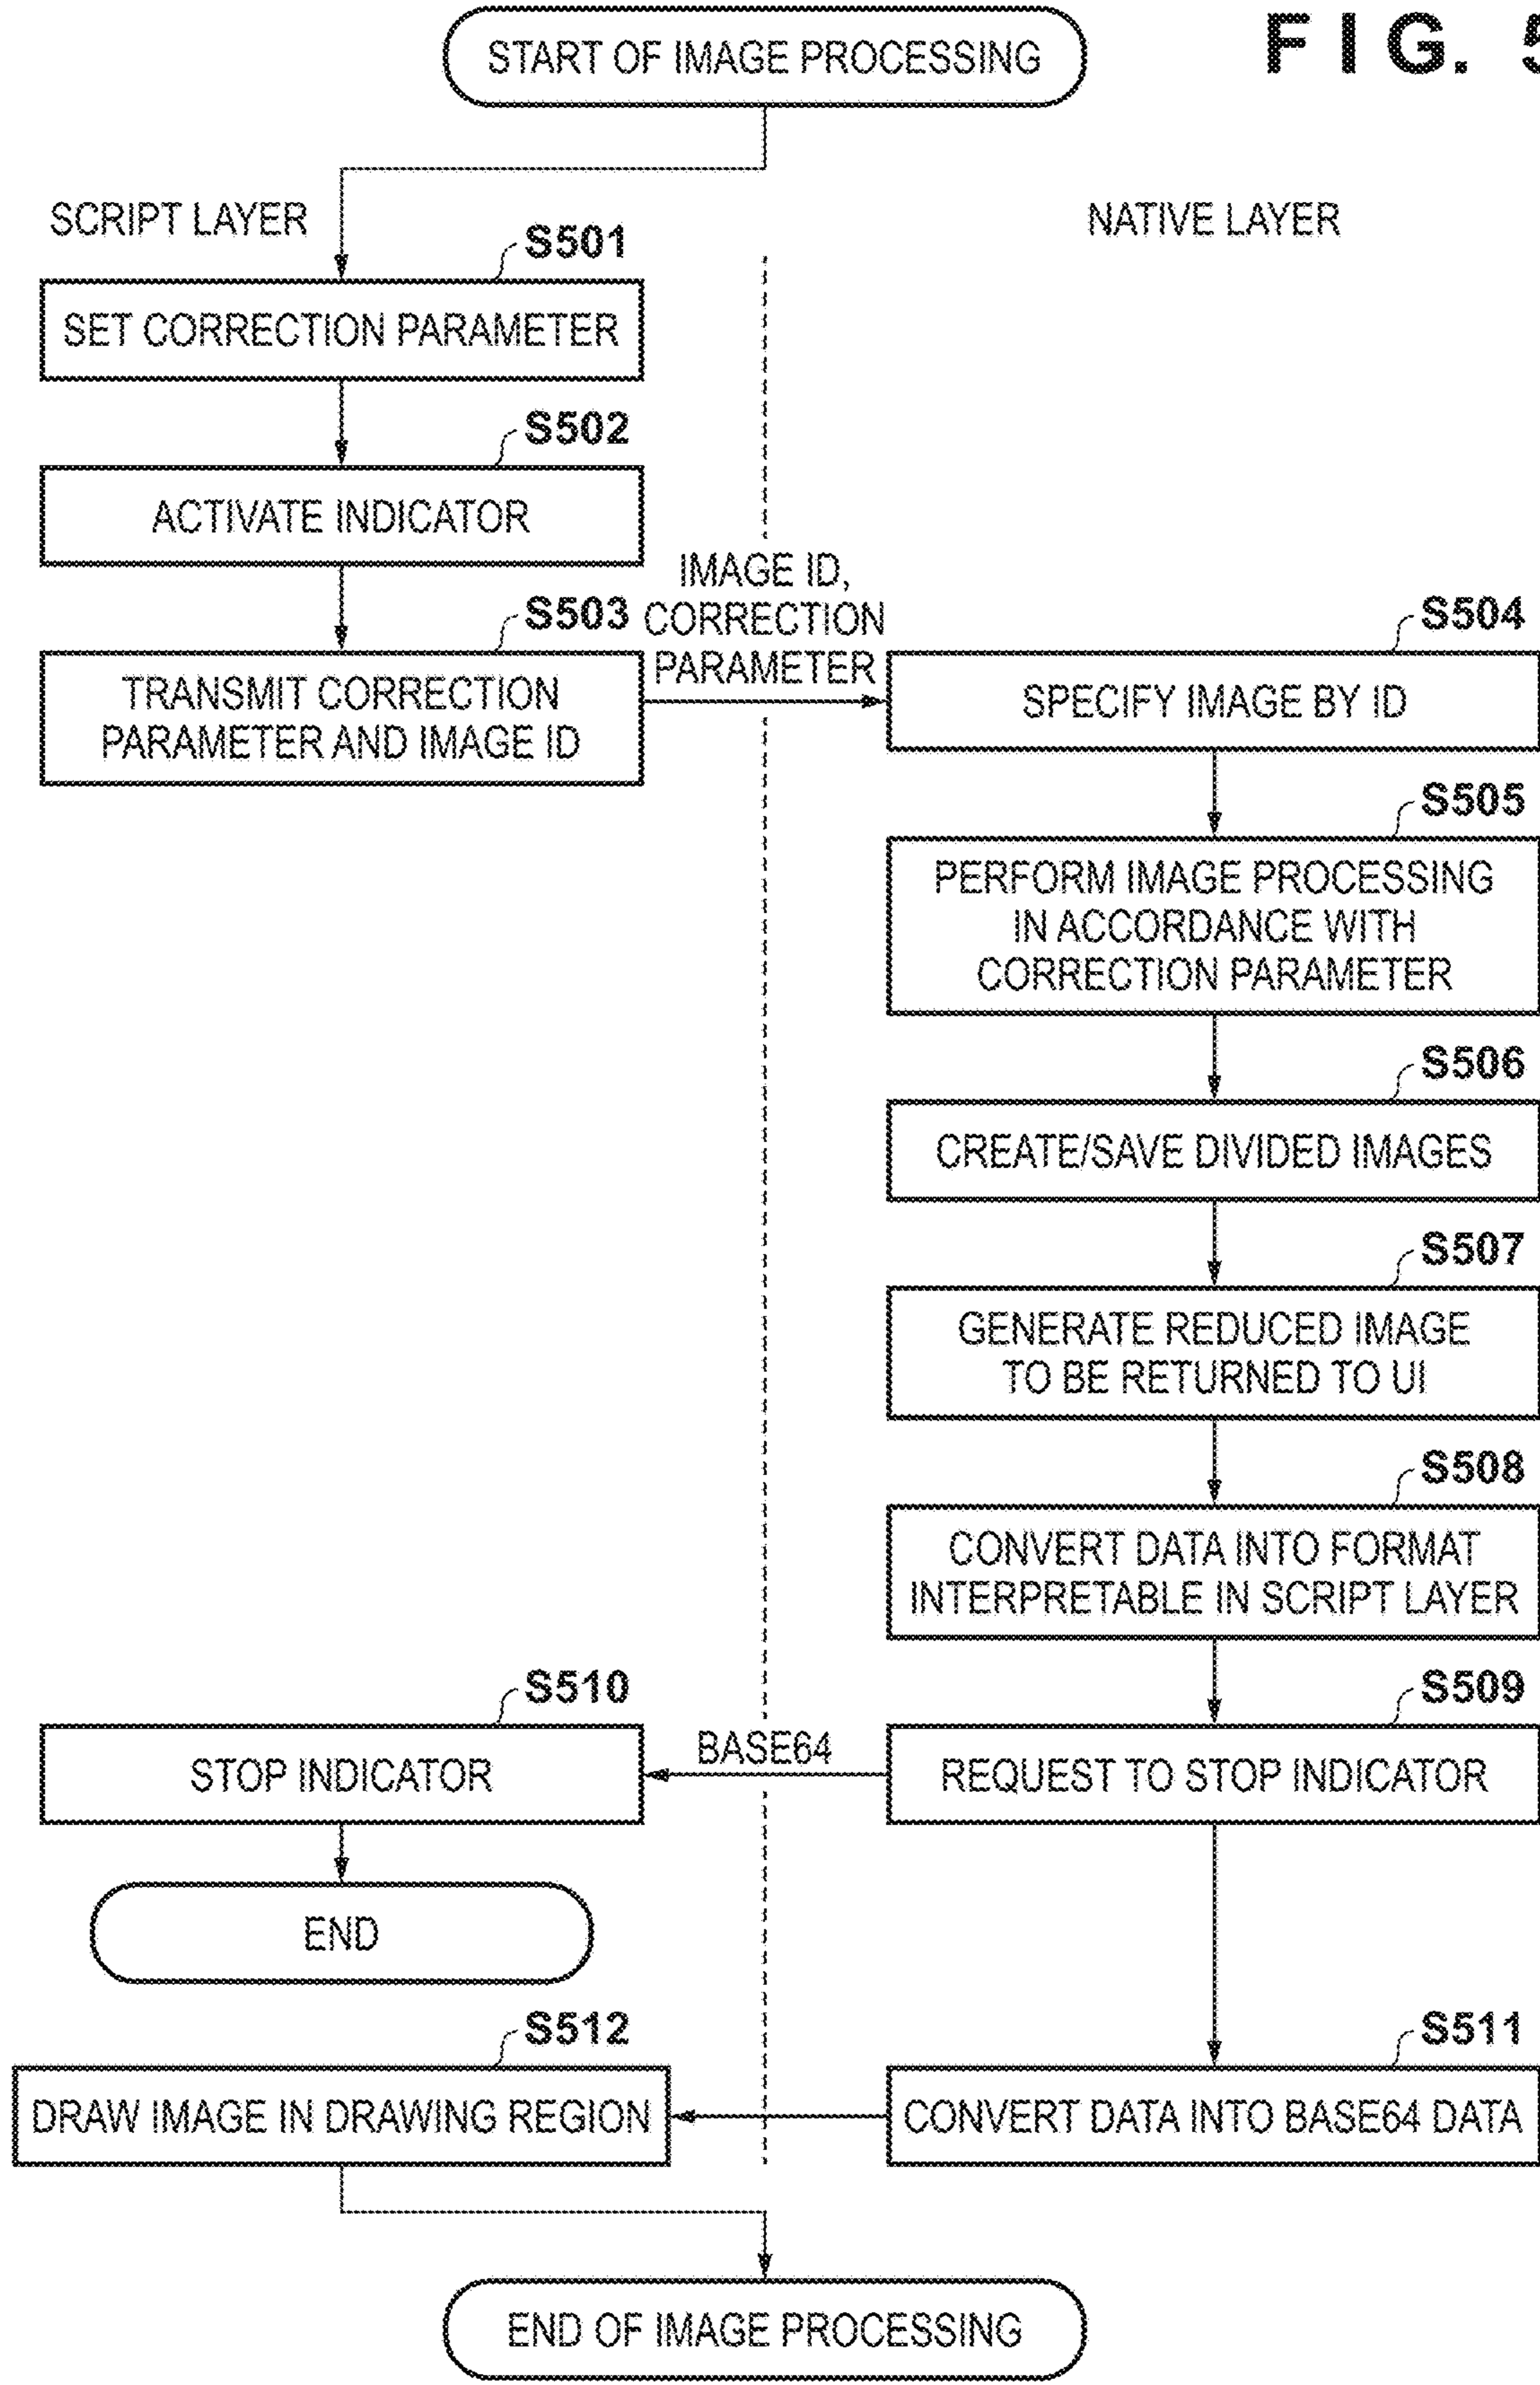 START OF IMAGE PROCESSING
FIG. 5
SCRIPT LAYER
NATIVE LAYER
S501
SET CORRECTION PARAMETER
S502
ACTIVATE INDICATOR
S503
TRANSMIT CORRECTION
PARAMETER AND IMAGE ID
IMAGE ID,
CORRECTION
PARAMETER
S504
SPECIFY IMAGE BY ID
S505
PERFORM IMAGE PROCESSING
IN ACCORDANCE WITH
CORRECTION PARAMETER
S506
CREATE/SAVE DIVIDED IMAGES
S507
GENERATE REDUCED IMAGE
TO BE RETURNED TO UI
S508
CONVERT DATA INTO FORMAT
INTERPRETABLE IN SCRIPT LAYER
S509
REQUEST TO STOP INDICATOR
BASE64
S510
STOP INDICATOR
END
S511
CONVERT DATA INTO BASE64 DATA
S512
DRAW IMAGE IN DRAWING REGION
END OF IMAGE PROCESSING